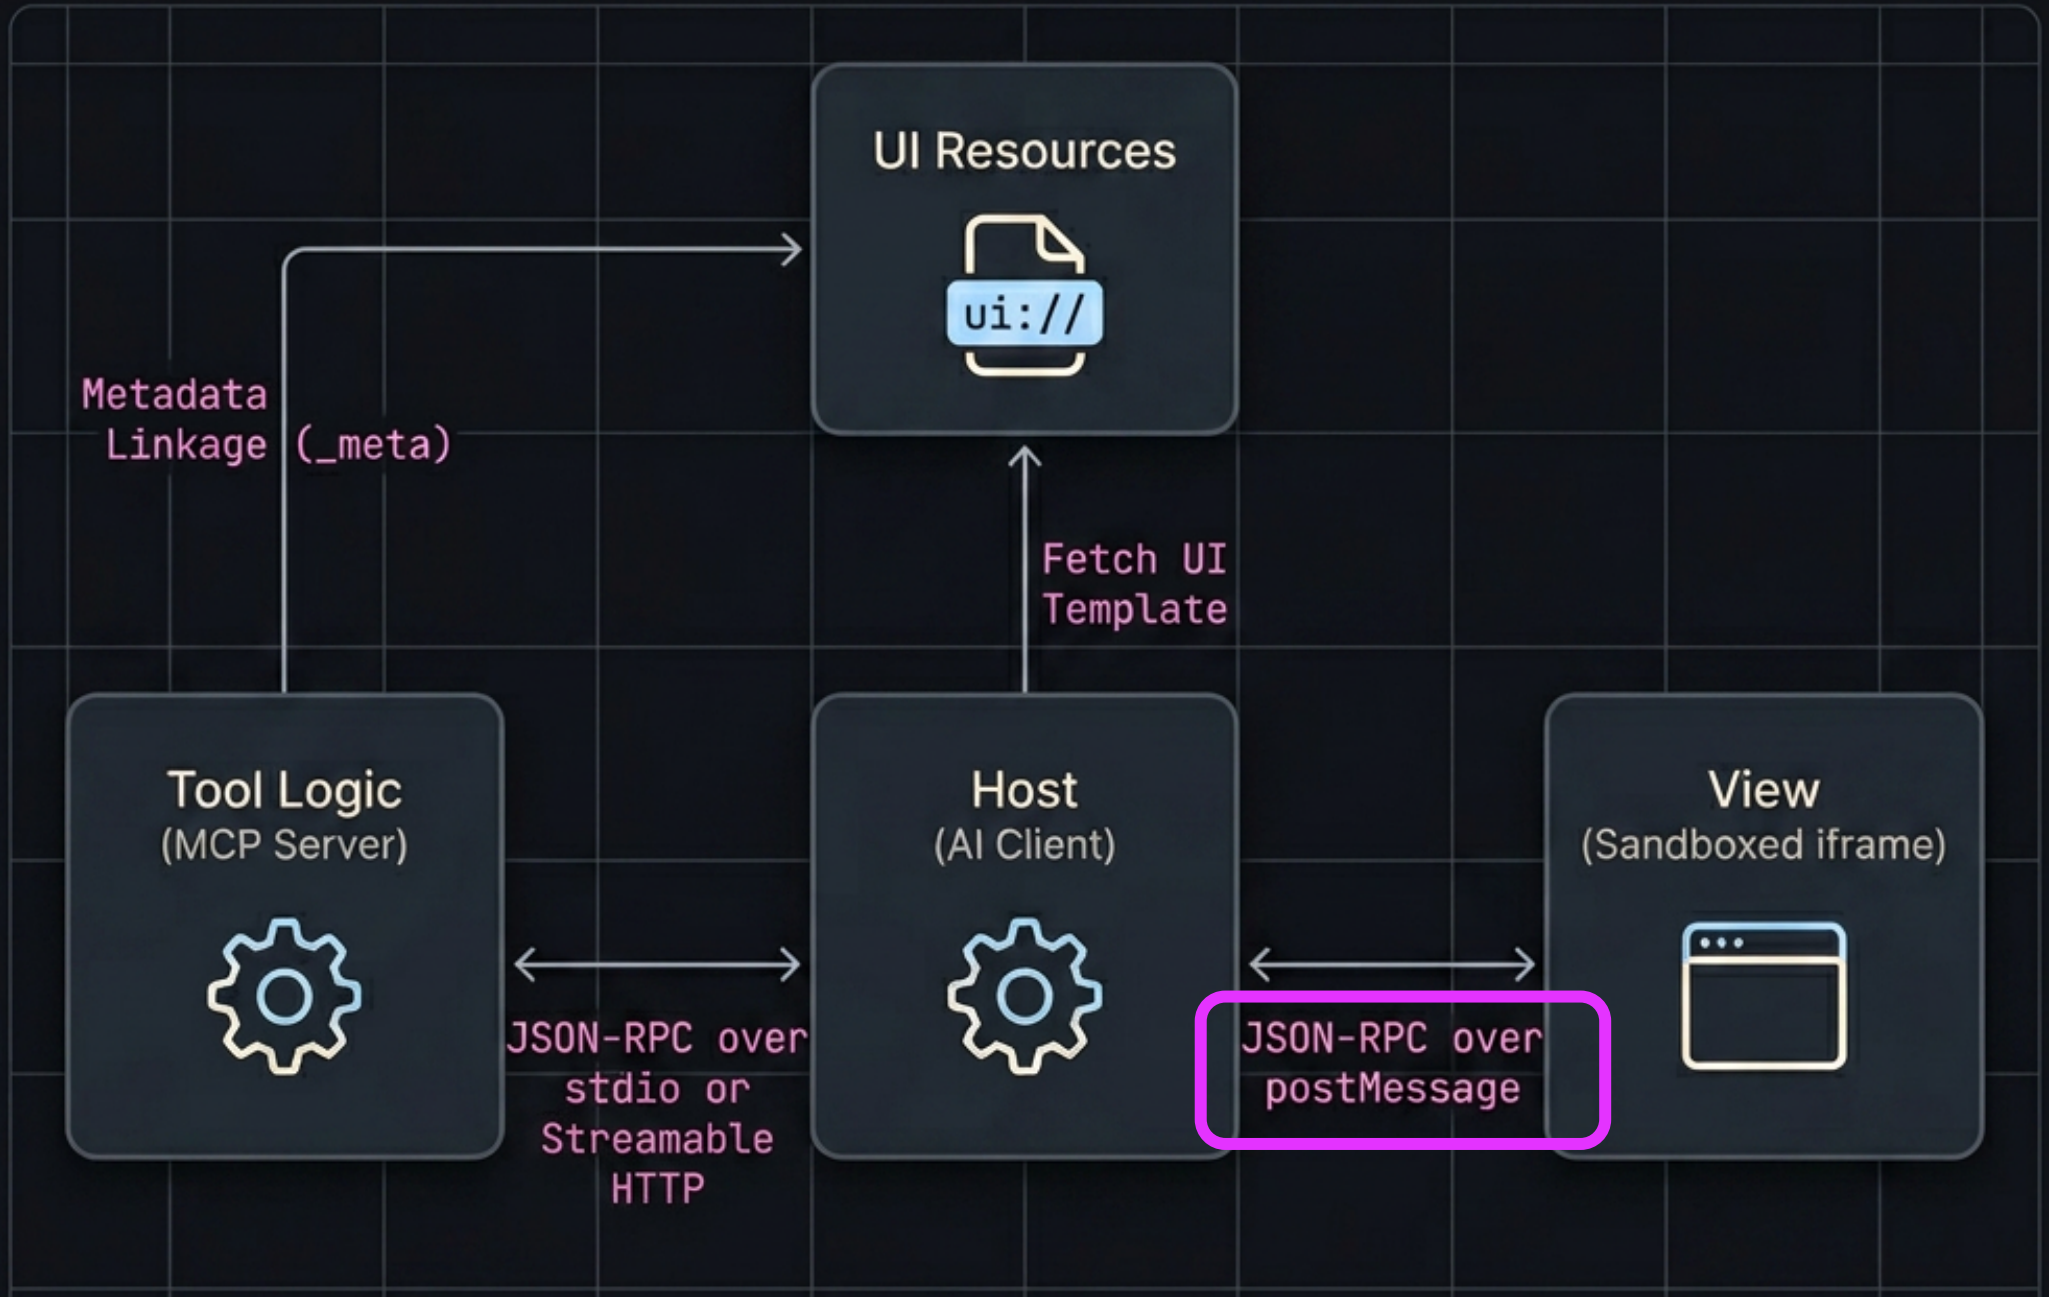 UI Resources
ui://
Metadata
Linkage (_meta)
Fetch UI
Template
Tool Logic
(MCP Server)
Host
(AI Client)
View
(Sandboxed iframe)
JSON-RPC over
stdio or
Streamable
HTTP
JSON-RPC over
postMessage